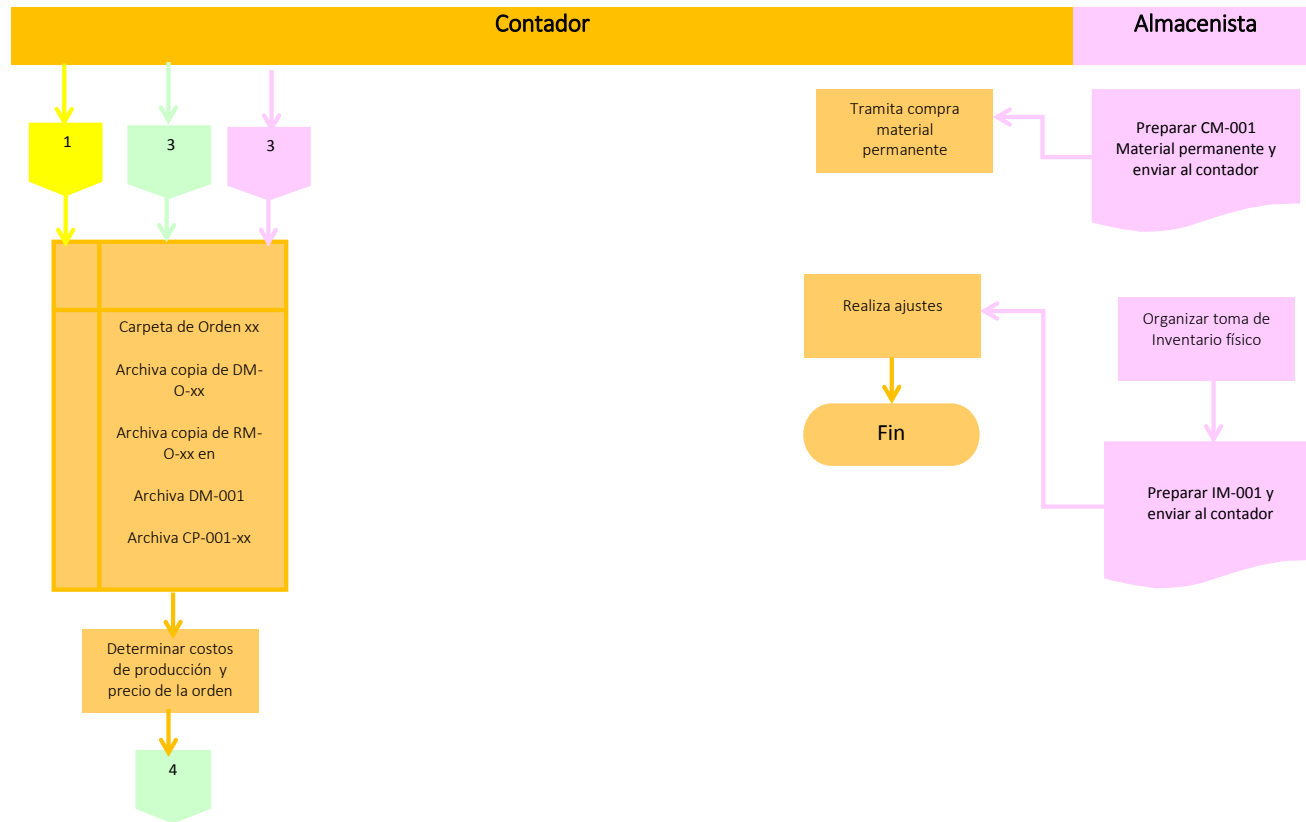 Contador
Almacenista
1
3
3
Carpeta de Orden xx
Archiva copia de DM-
O-xx
Archiva copia de RM-
O-xx en
Archiva DM-001
Archiva CP-001-xx
Determinar costos
de producción y
precio de la orden
4
Tramita compra
material
permanente
Preparar CM-001
Material permanente y
enviar al contador
Realiza ajustes
Fin
Organizar toma de
Inventario físico
Preparar IM-001 y
enviar al contador